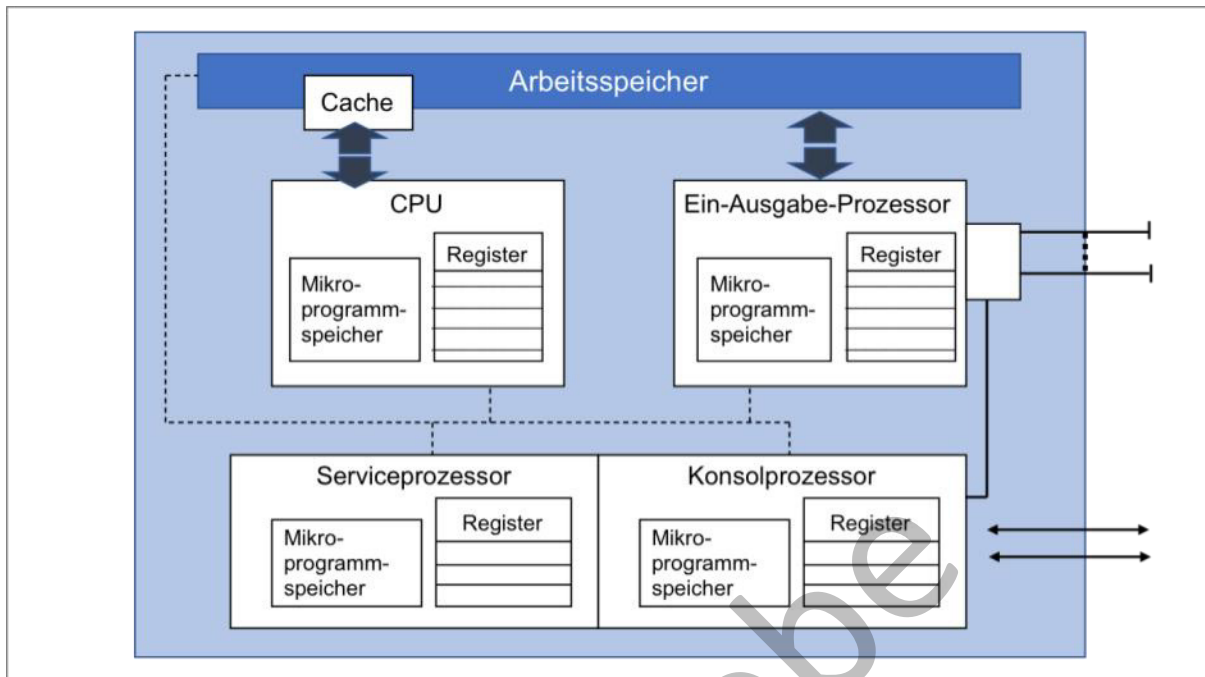 Arbeitsspeicher
Cache
CPU
Register
Mikro-
programm-
speicher
Ein-Ausgabe-Prozessor
Register
Mikro-
programm-
speicher
Serviceprozessor
Register
Mikro-
programm-
speicher
Konsolprozessor
Register
Mikro-
programm-
speicher
obe